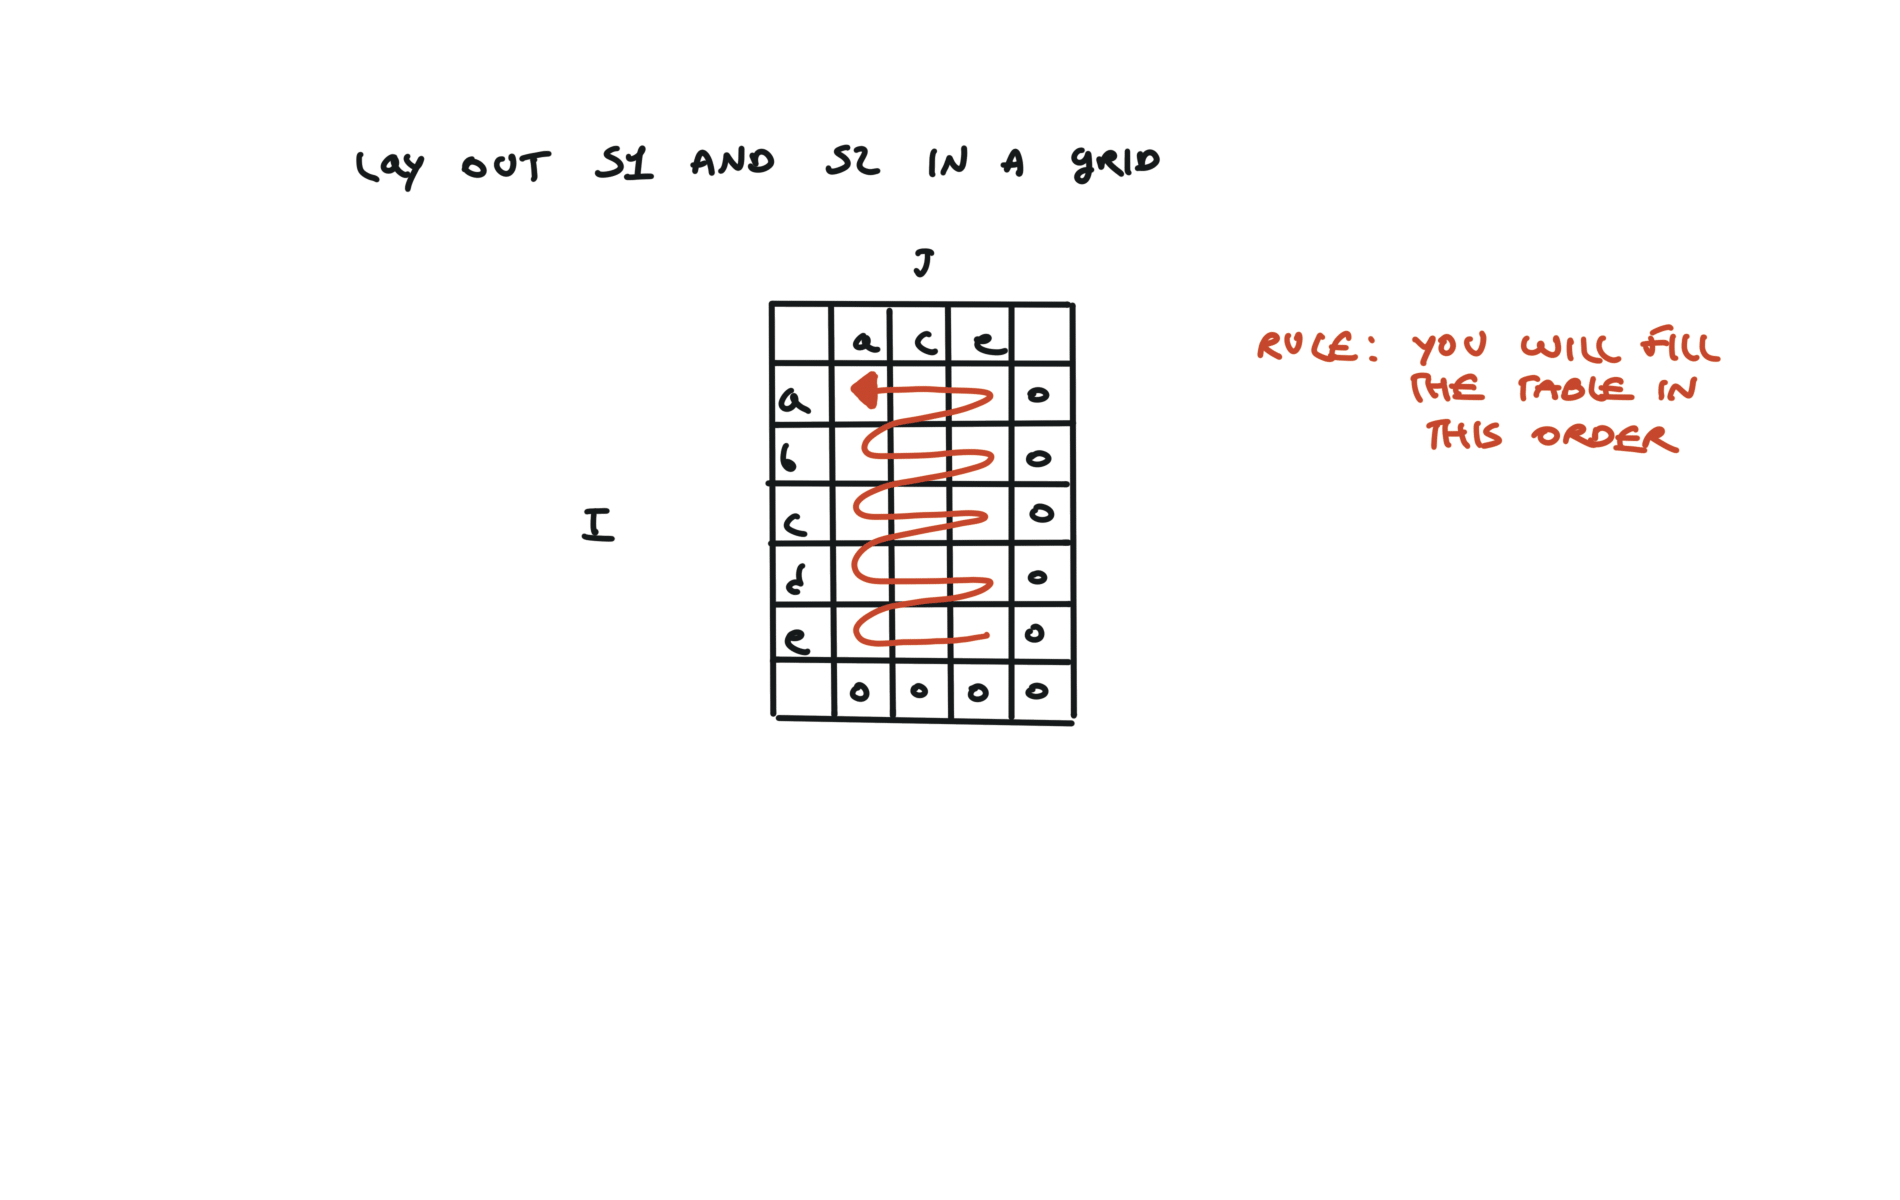 Lay OUT S1 AND S2 IN A gRID
J
a c e
RULE: YOU WILL FILL
THE TABLE IN
THIS ORDER
a 0
b 0
c 0
I
d 0
e 0
0 0 0 0